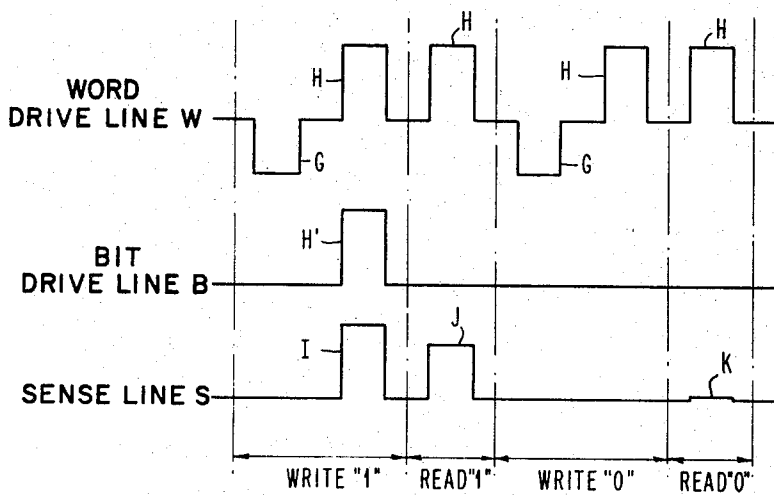 H H H H
WORD
DRIVE LINE W
G G
BIT
DRIVE LINE B
H'
SENSE LINE S
I J K
WRITE "1" READ "1" WRITE "0" READ "0"